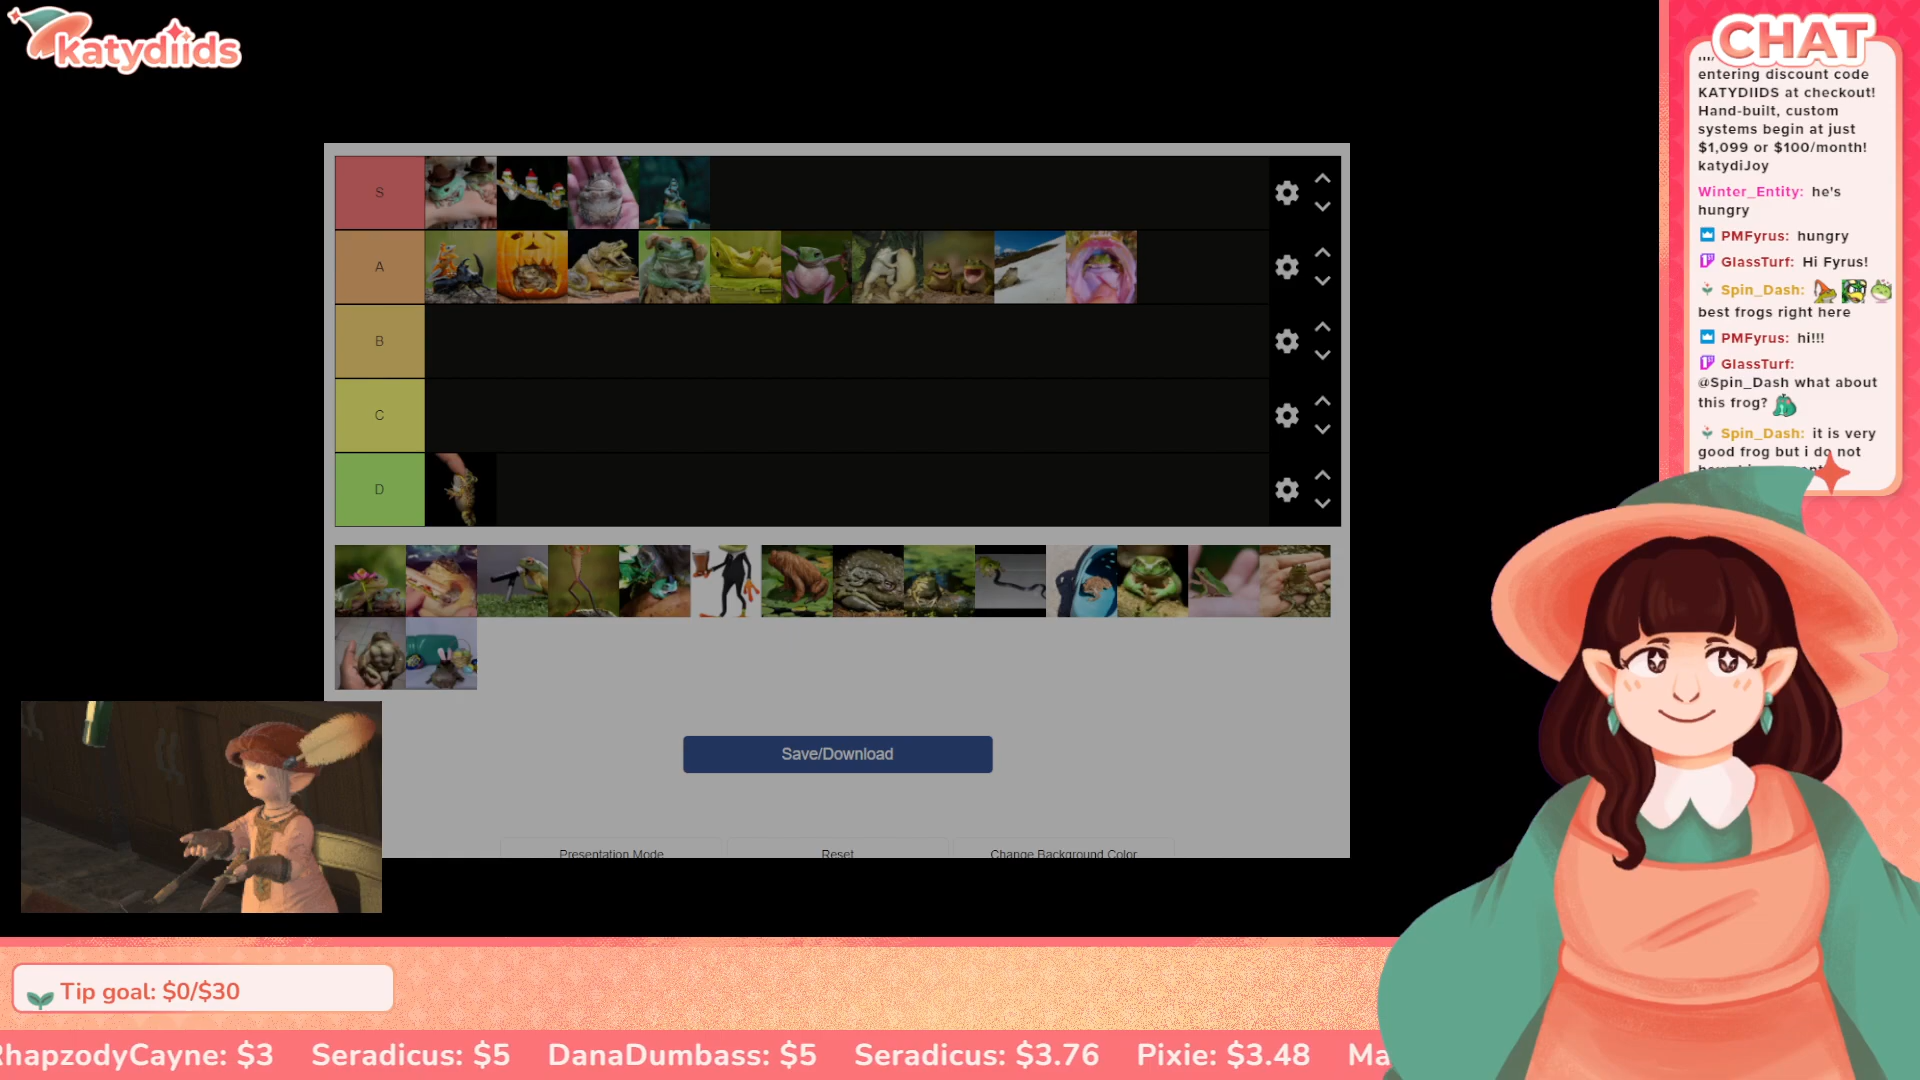 katydiids
S
A
B
C
D
Save/Download
Presentation Mode
Reset
Change Background Color
CHAT
entering discount code
KATYDIIDS at checkout!
Hand-built, custom
systems begin at just
$1,099 or $100/month!
katydiJoy
Winter_Entity: he's
hungry
PMFyrus: hungry
GlassTurf: Hi Fyrus!
Spin_Dash:
best frogs right here
PMFyrus: hi!!!
GlassTurf:
@Spin_Dash what about
this frog?
Spin_Dash: it is very
good frog but i do not
Tip goal: $0/$30
RhapzodyCayne: $3 Seradicus: $5 DanaDumbass: $5 Seradicus: $3.76 Pixie: $3.48 Ma